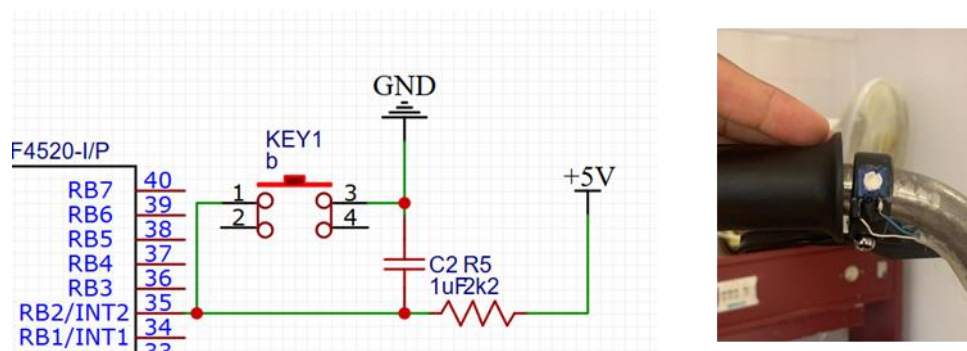 GND
KEY1
b
+5V
F4520-I/P
RB7 40
RB6 39
RB5 38
RB4 37
RB3 36
RB2/INT2 35
RB1/INT1 34
33
1 3
2 4
C2 R5
1uF2k2